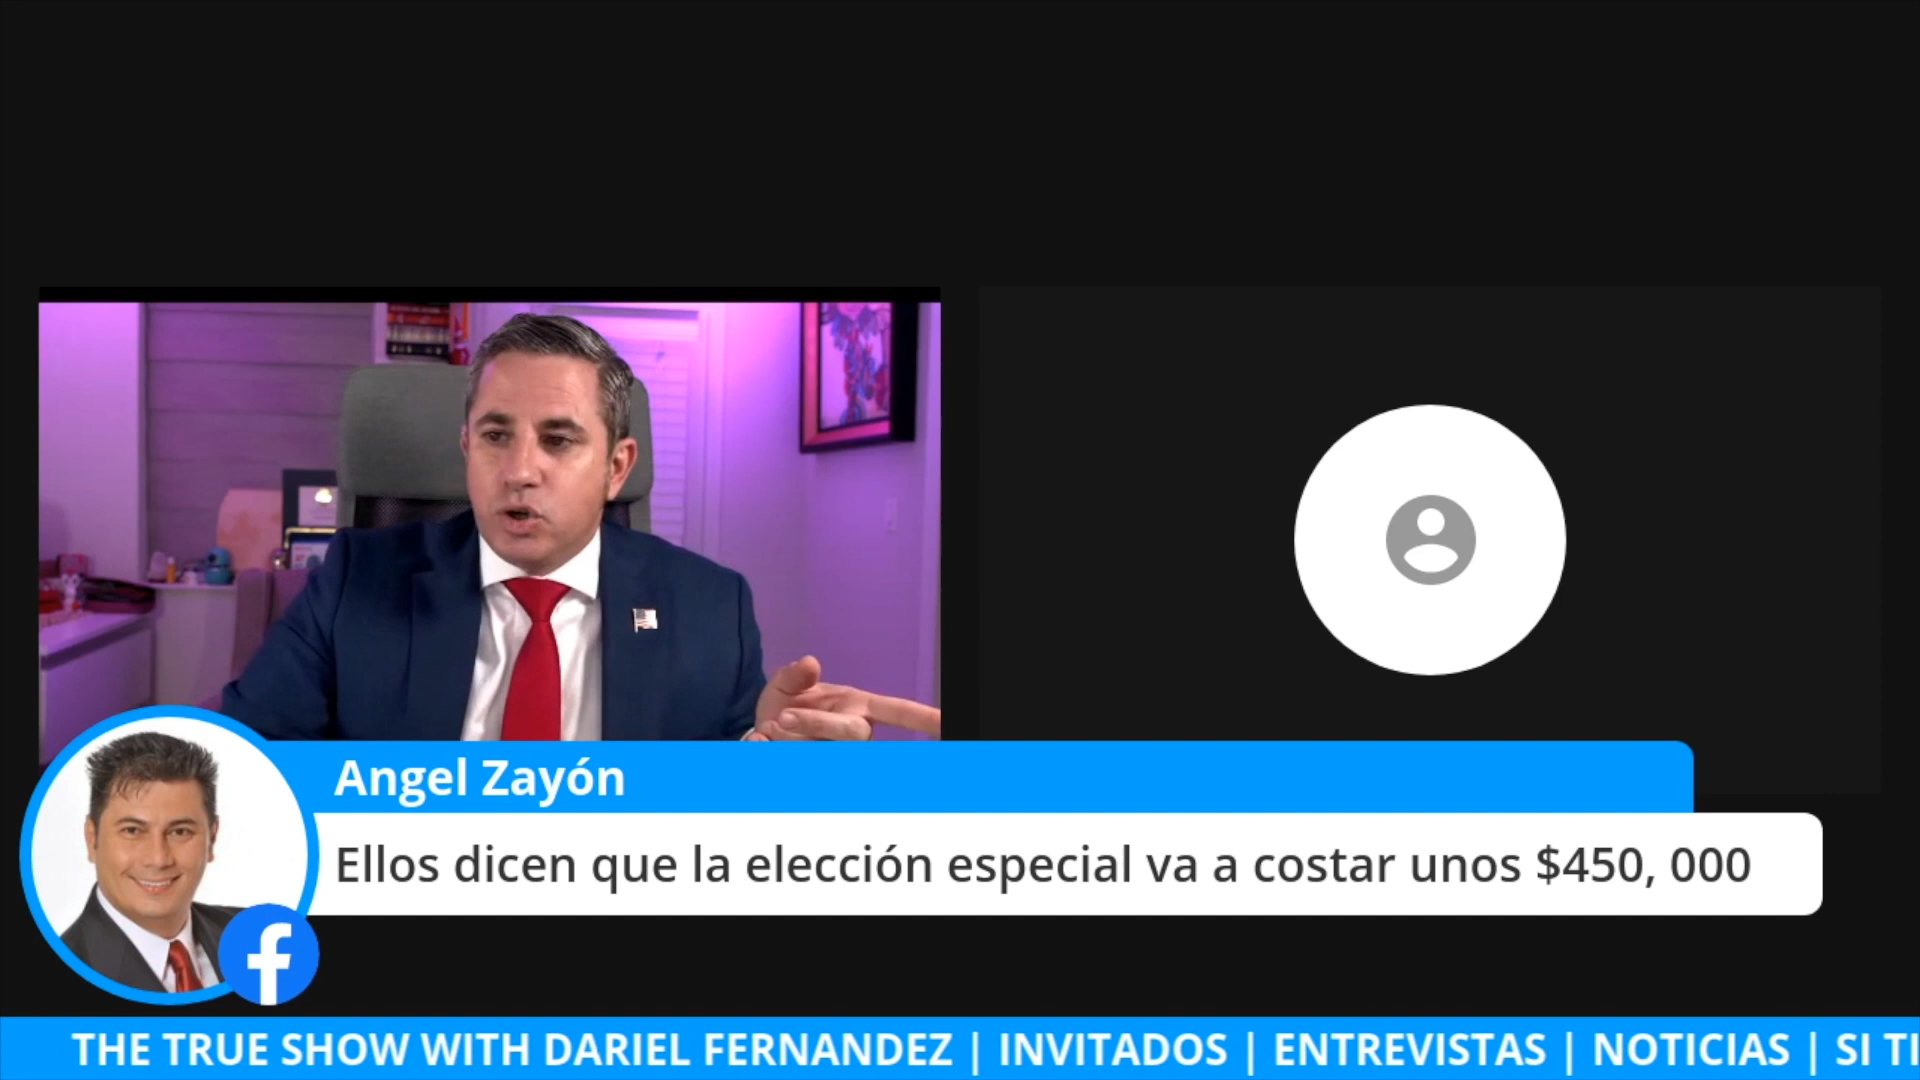 Angel Zayón
Ellos dicen que la elección especial va a costar unos $450, 000
THE TRUE SHOW WITH DARIEL FERNANDEZ | INVITADOS | ENTREVISTAS | NOTICIAS | SI TI